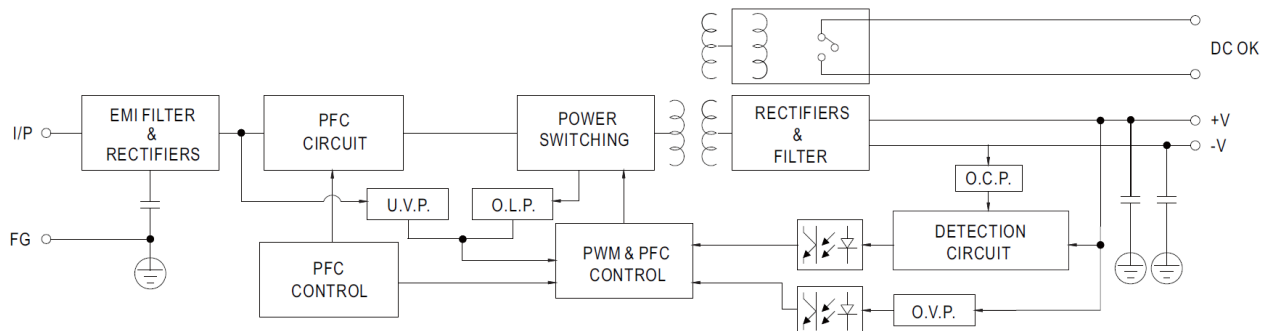 DC OK
I/P
EMI FILTER
&
RECTIFIERS
PFC
CIRCUIT
POWER
SWITCHING
RECTIFIERS
&
FILTER
+V
-V
U.V.P.
O.L.P.
O.C.P.
FG
PFC
CONTROL
PWM & PFC
CONTROL
DETECTION
CIRCUIT
O.V.P.